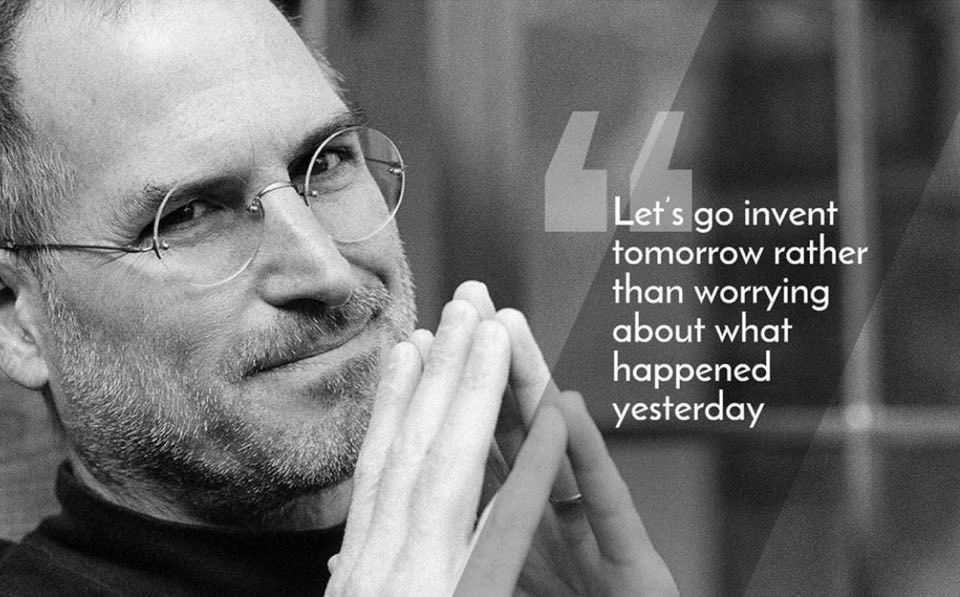 Let's go invent
tomorrow rather
than worrying
about what
happened
yesterday